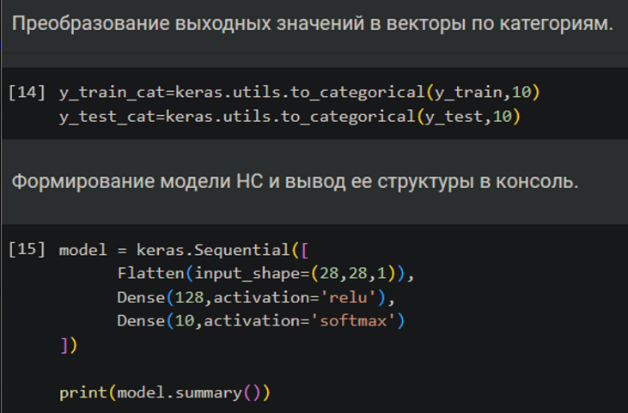 Преобразование выходных значений в векторы по категориям.
[14] y_train_cat=keras.utils.to_categorical(y_train,10)
y_test_cat=keras.utils.to_categorical(y_test,10)
Формирование модели НС и вывод ее структуры в консоль.
[15] model = keras.Sequential([
Flatten(input_shape=(28,28,1)),
Dense(128,activation='relu'),
Dense(10,activation='softmax')
])
print(model.summary())